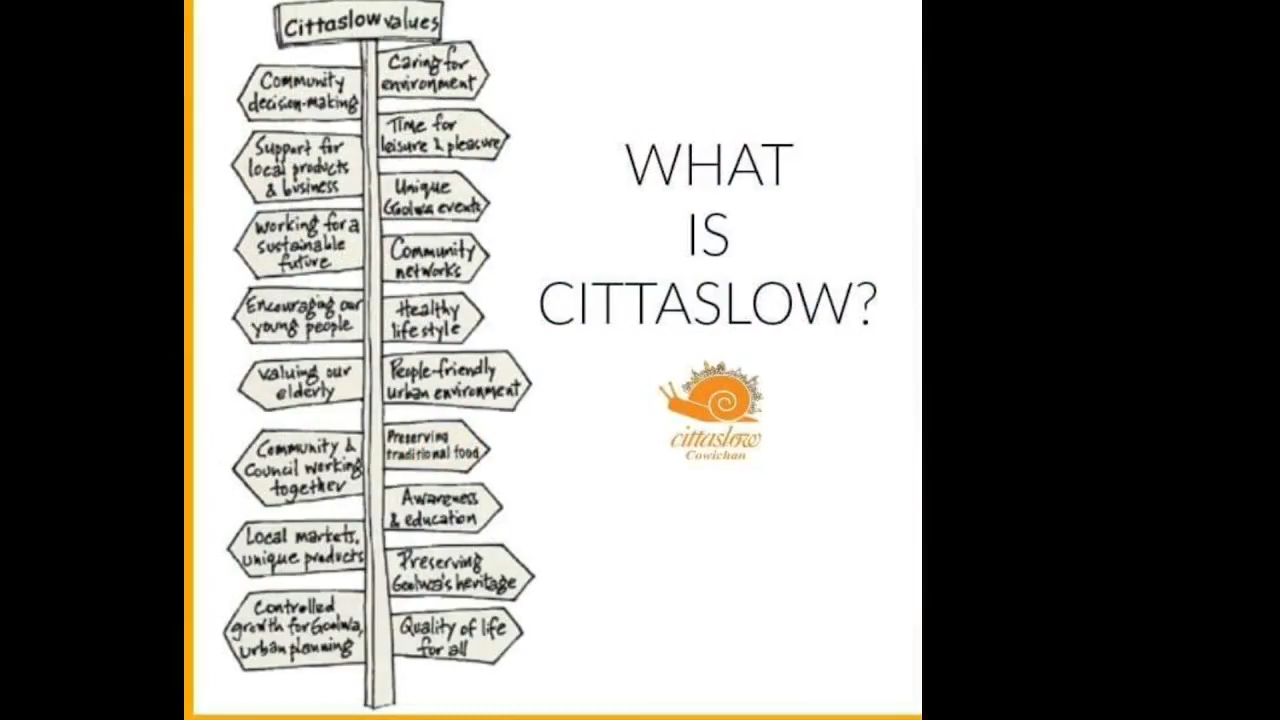 Cittaslow values
Community
decision-making
Support for
local products
& business
working for a
sustainable
future
Encouraging our
young people
valuing our
elderly
Community &
Council working
together
Local markets,
unique products
Controlled
growth for Goolwa,
urban planning
Caring for
environment
Time for
leisure & pleasure
Unique
Goolwa events
Community
networks
Healthy
life style
People-friendly
urban environment
Preserving
traditional food
Awareness
& education
Preserving
Goolwa's heritage
Quality of life
for all
WHAT
IS
CITTASLOW?
cittaslow
Cowichan